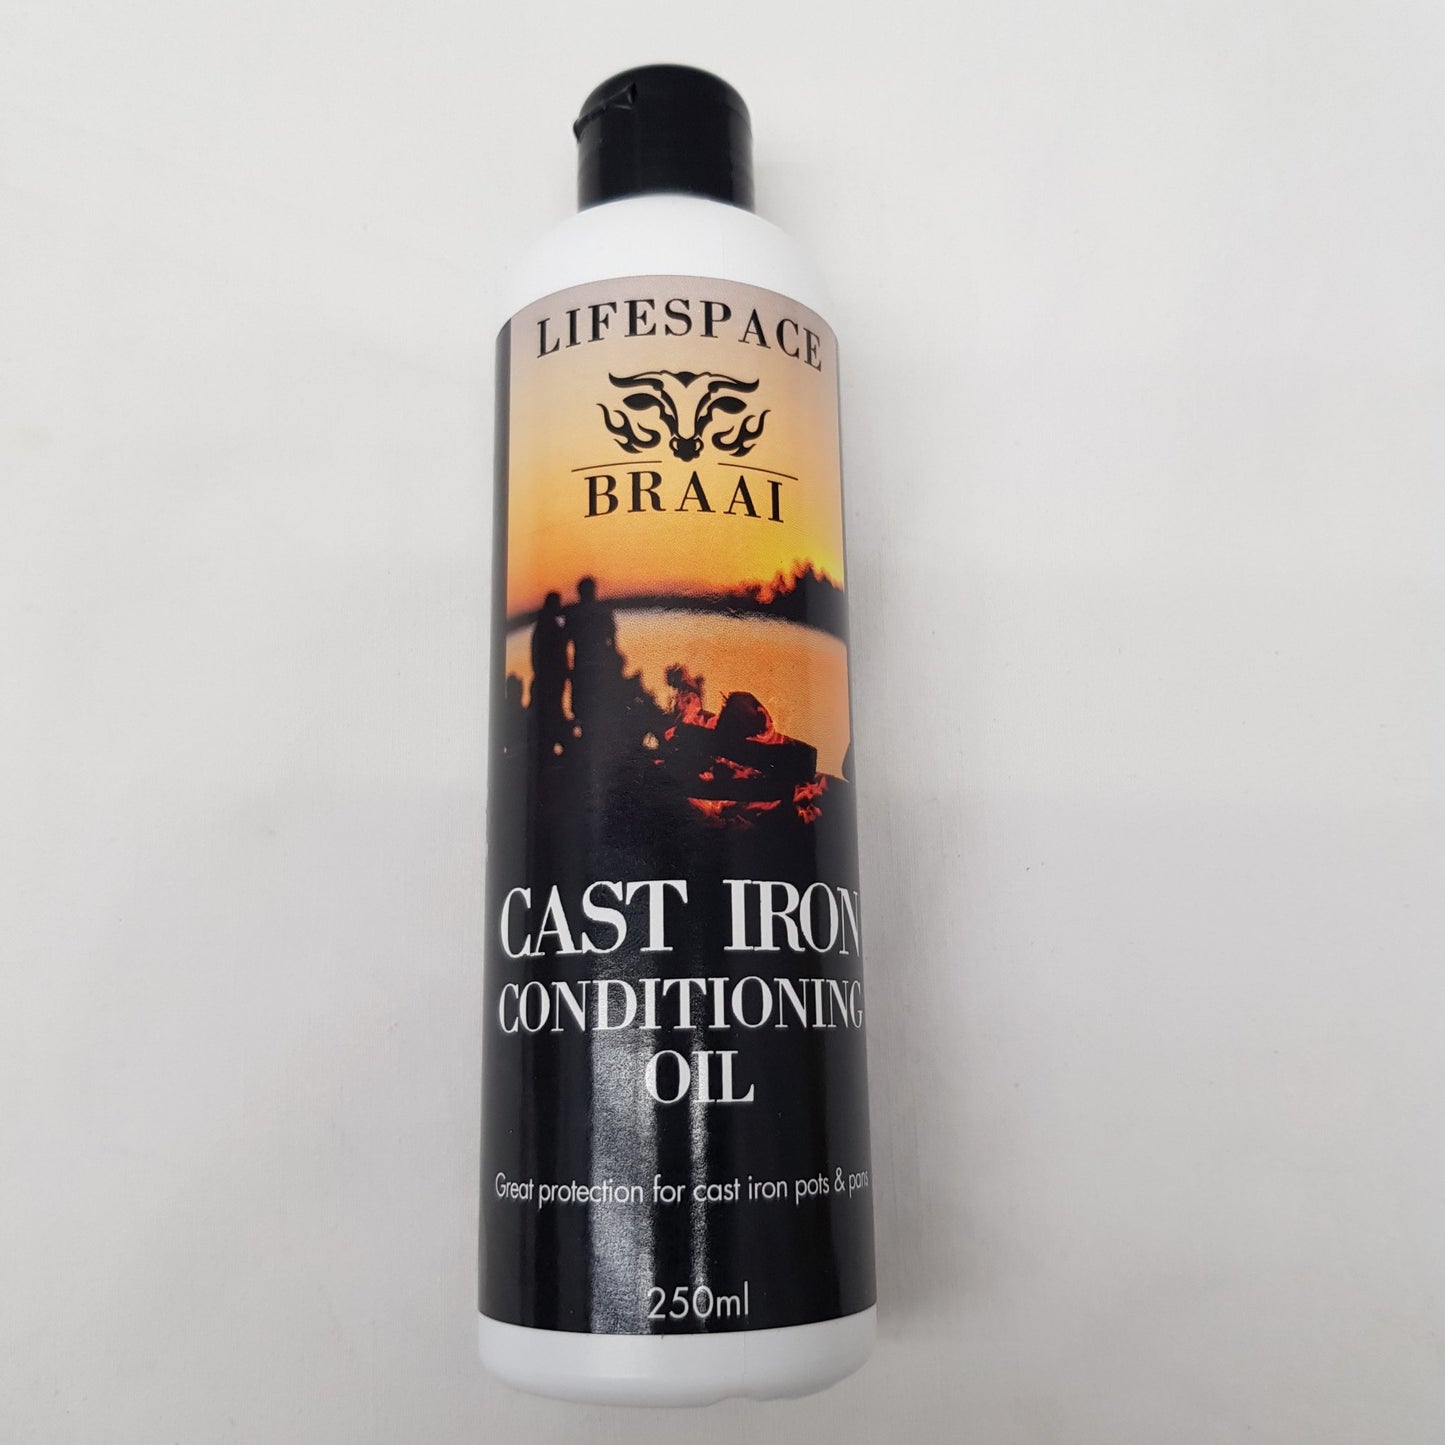 LIFESPACE
BRAAI
CAST IRON
CONDITIONING
OIL
Great protection for cast iron pots & pans
250ml